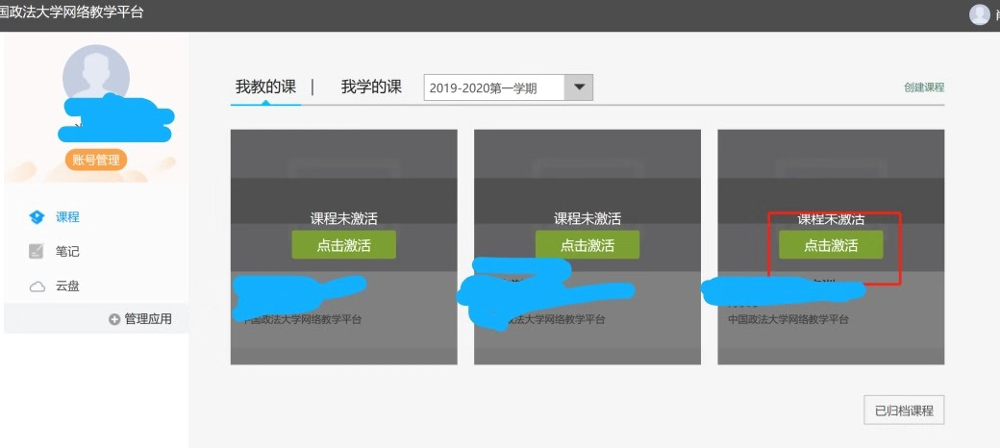 国政法大学网络教学平台
我教的课 | 我学的课 2019-2020第一学期 创建课程
账号管理
课程
笔记
云盘
管理应用
课程未激活 课程未激活 课程未激活
点击激活 点击激活 点击激活
中国政法大学网络教学平台 政法大学网络教学平台 中国政法大学网络教学平台
已归档课程